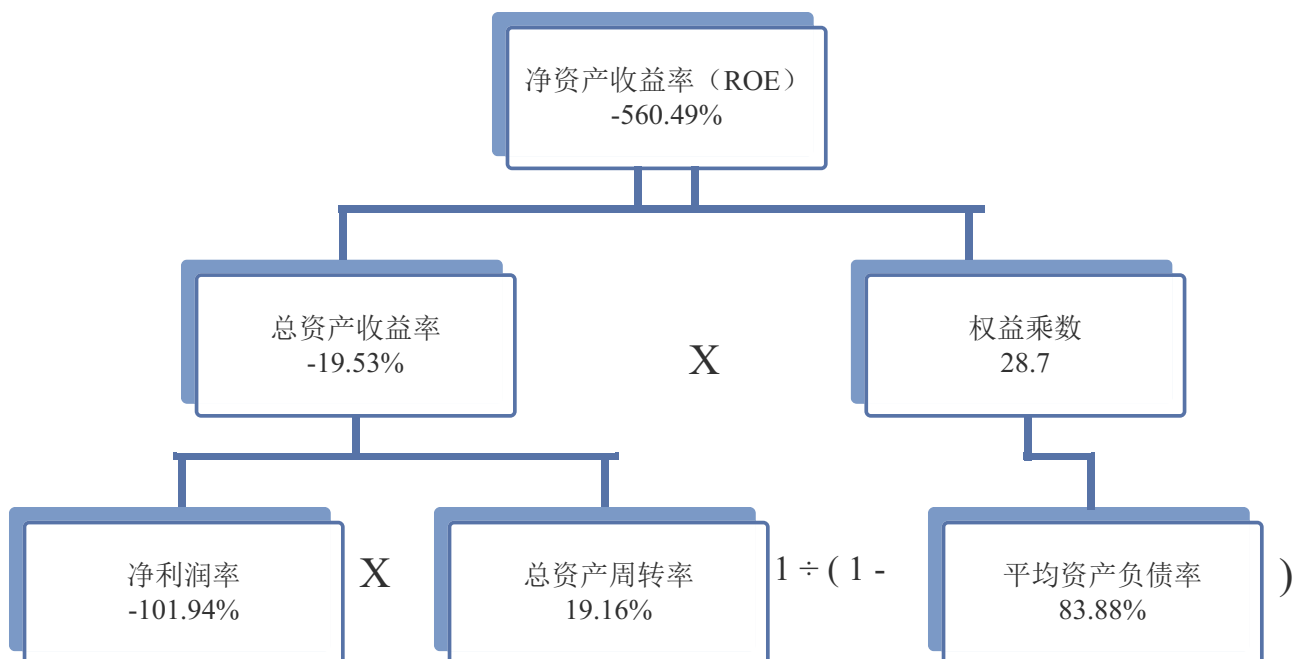 净资产收益率（ROE）
-560.49%
总资产收益率
-19.53%
X
权益乘数
28.7
净利润率
-101.94%
X
总资产周转率
19.16%
1 ÷ ( 1 -
平均资产负债率
83.88%
)